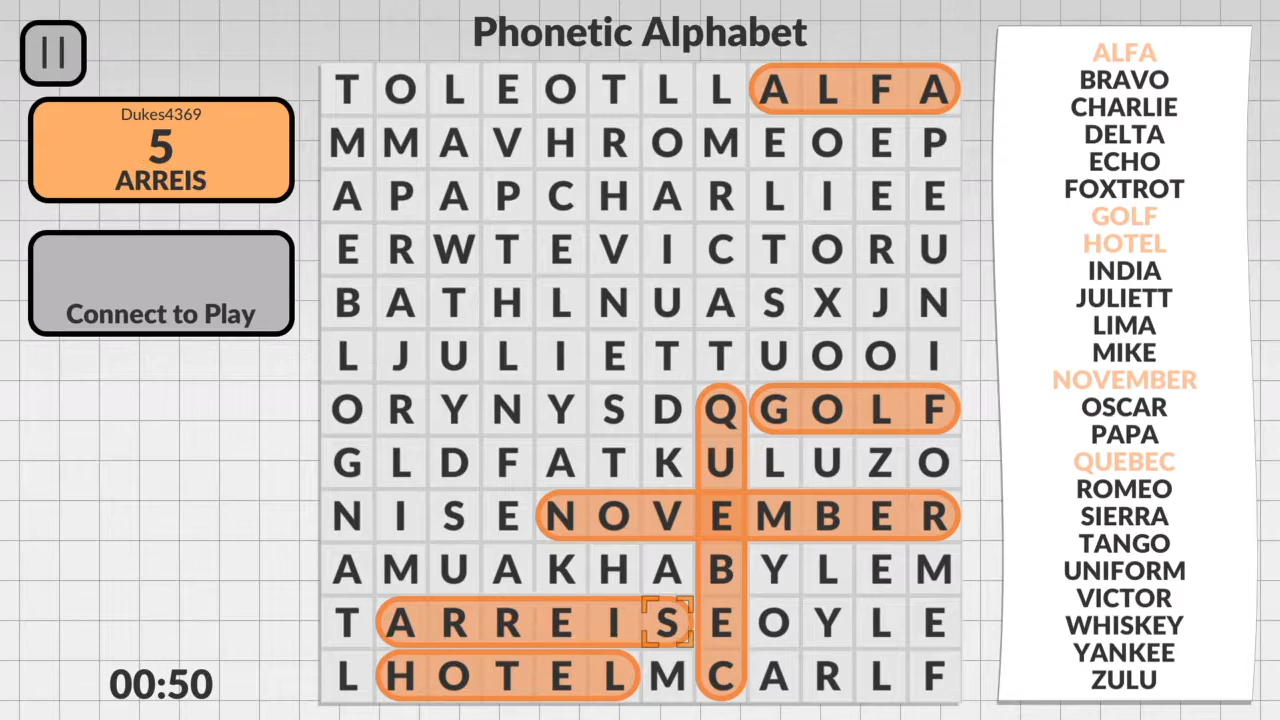 Phonetic Alphabet
Dukes4369
5
ARREIS
Connect to Play
00:50
T O L E O T L L A L F A
M M A V H R O M E O E P
A P A P C H A R L I E E
E R W T E V I C T O R U
B A T H L N U A S X J N
L J U L I E T T U O O I
O R Y N Y S D Q G O L F
G L D F A T K U L U Z O
N I S E N O V E M B E R
A M U A K H A B Y L E M
T A R R E I S E O Y L E
L H O T E L M C A R L F
ALFA
BRAVO
CHARLIE
DELTA
ECHO
FOXTROT
GOLF
HOTEL
INDIA
JULIETT
LIMA
MIKE
NOVEMBER
OSCAR
PAPA
QUEBEC
ROMEO
SIERRA
TANGO
UNIFORM
VICTOR
WHISKEY
YANKEE
ZULU